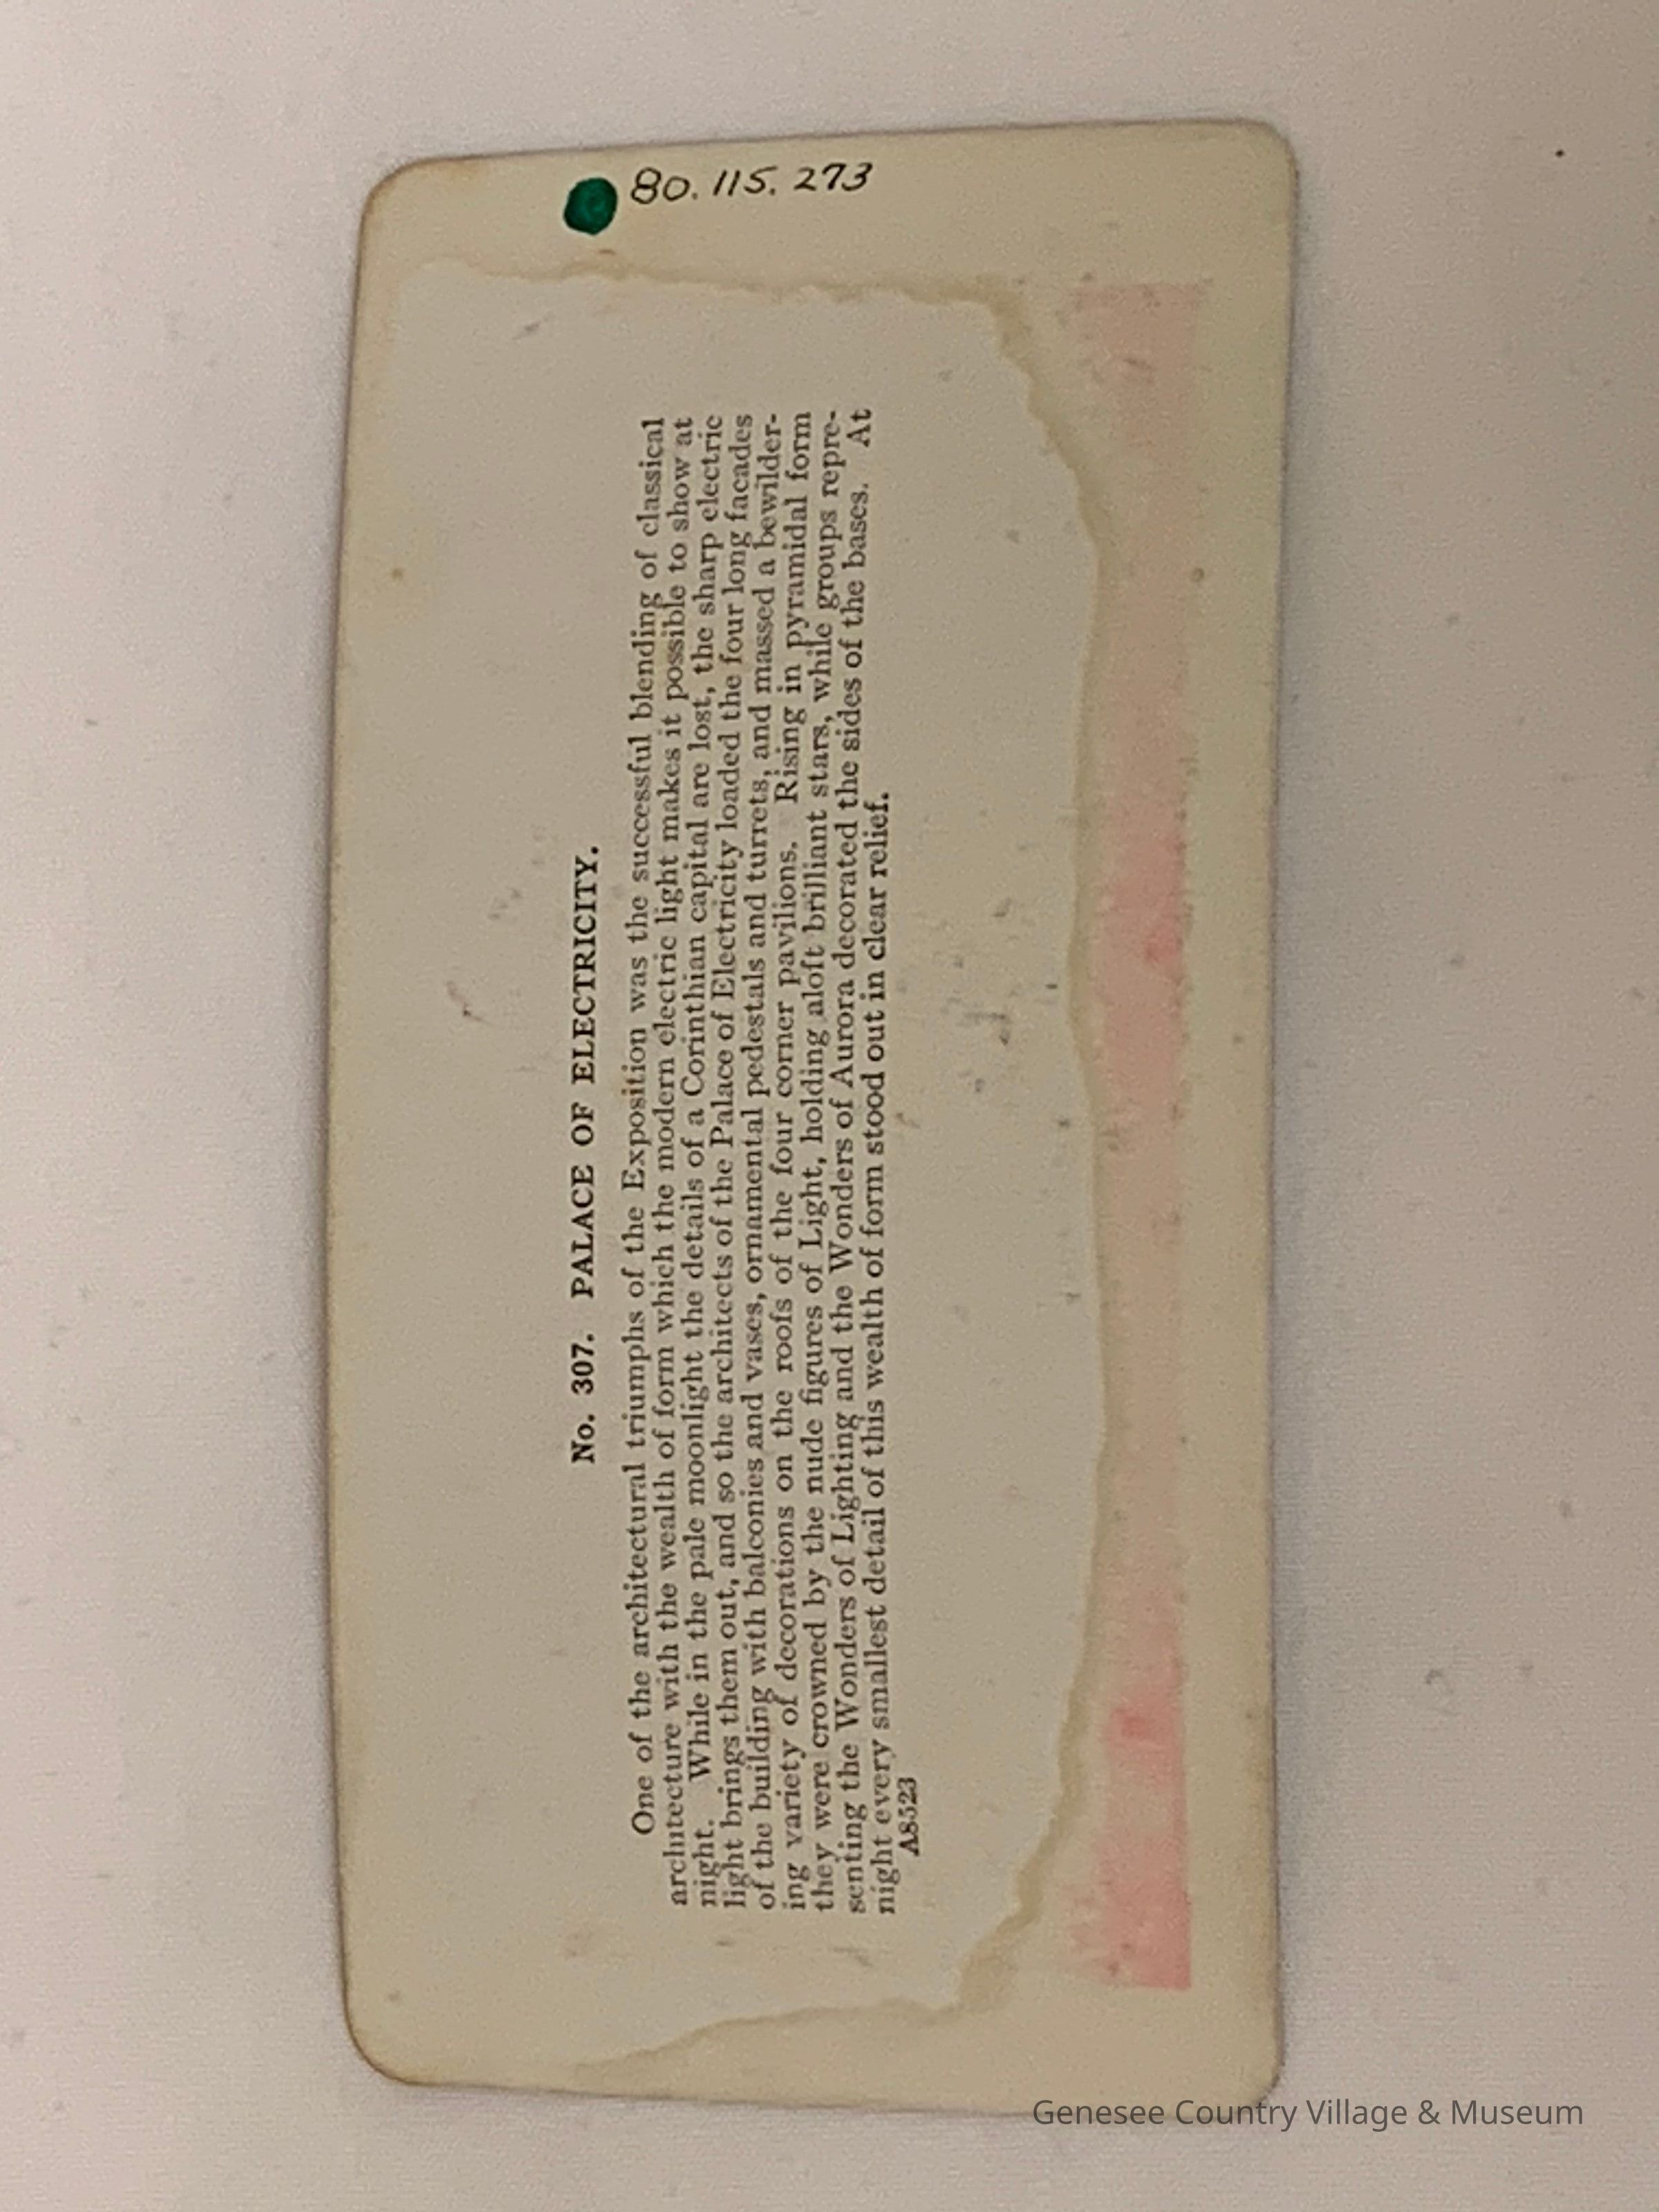 80. 115. 273
No. 307. PALACE OF ELECTRICITY.
One of the architectural triumphs of the Exposition was the successful blending of classical
architecture with the wealth of form which the modern electric light makes it possible to show at
night. While in the pale moonlight the details of a Corinthian capital are lost, the sharp electric
light brings them out, and so the architects of the Palace of Electricity loaded the four long facades
of the building with balconies and vases, ornamental pedestals and turrets, and massed a bewilder-
ing variety of decorations on the roofs of the four corner pavilions. Rising in pyramidal form
they were crowned by the nude figures of Light, holding aloft brilliant stars, while groups repre-
senting the Wonders of Lighting and the Wonders of Aurora decorated the sides of the bases. At
night every smallest detail of this wealth of form stood out in clear relief.
A8523
Genesee Country Village & Museum